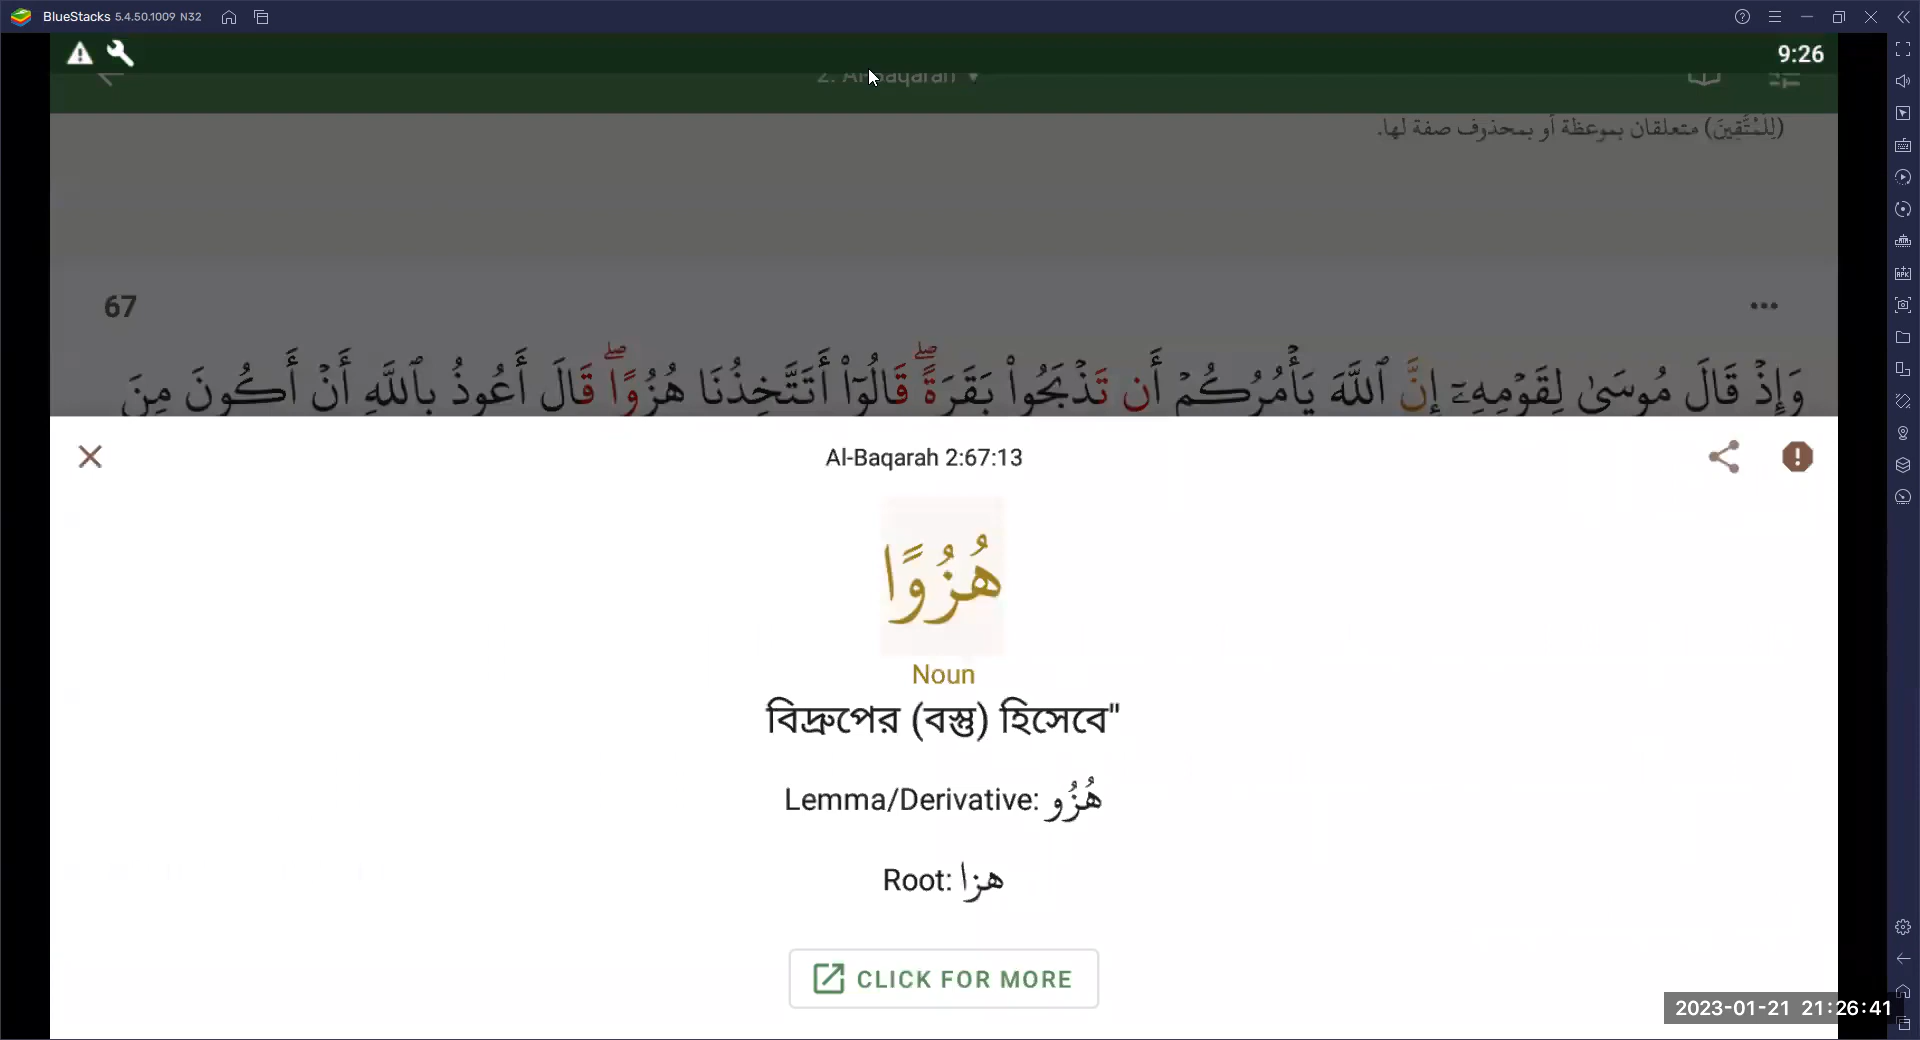 BlueStacks 5.4.50.1009 N32
9:26
2. Al-Baqarah ▼
(لِلْمُتَّقِينَ) متعلقان بموعظة أو بمحذوف صفة لها.
67
وَإِذْ قَالَ مُوسَىٰ لِقَوْمِهِۦٓ إِنَّ ٱللَّهَ يَأْمُرُكُمْ أَن تَذْبَحُوا۟ بَقَرَةًۖ قَالُوٓا۟ أَتَتَّخِذُنَا هُزُوًاۖ قَالَ أَعُوذُ بِٱللَّهِ أَنْ أَكُونَ مِنَ
Al-Baqarah 2:67:13
هُزُوًا
Noun
বিদ্রুপের (বস্তু) হিসেবে"
Lemma/Derivative: هُزُو
Root: هزا
CLICK FOR MORE
2023-01-21 21:26:41